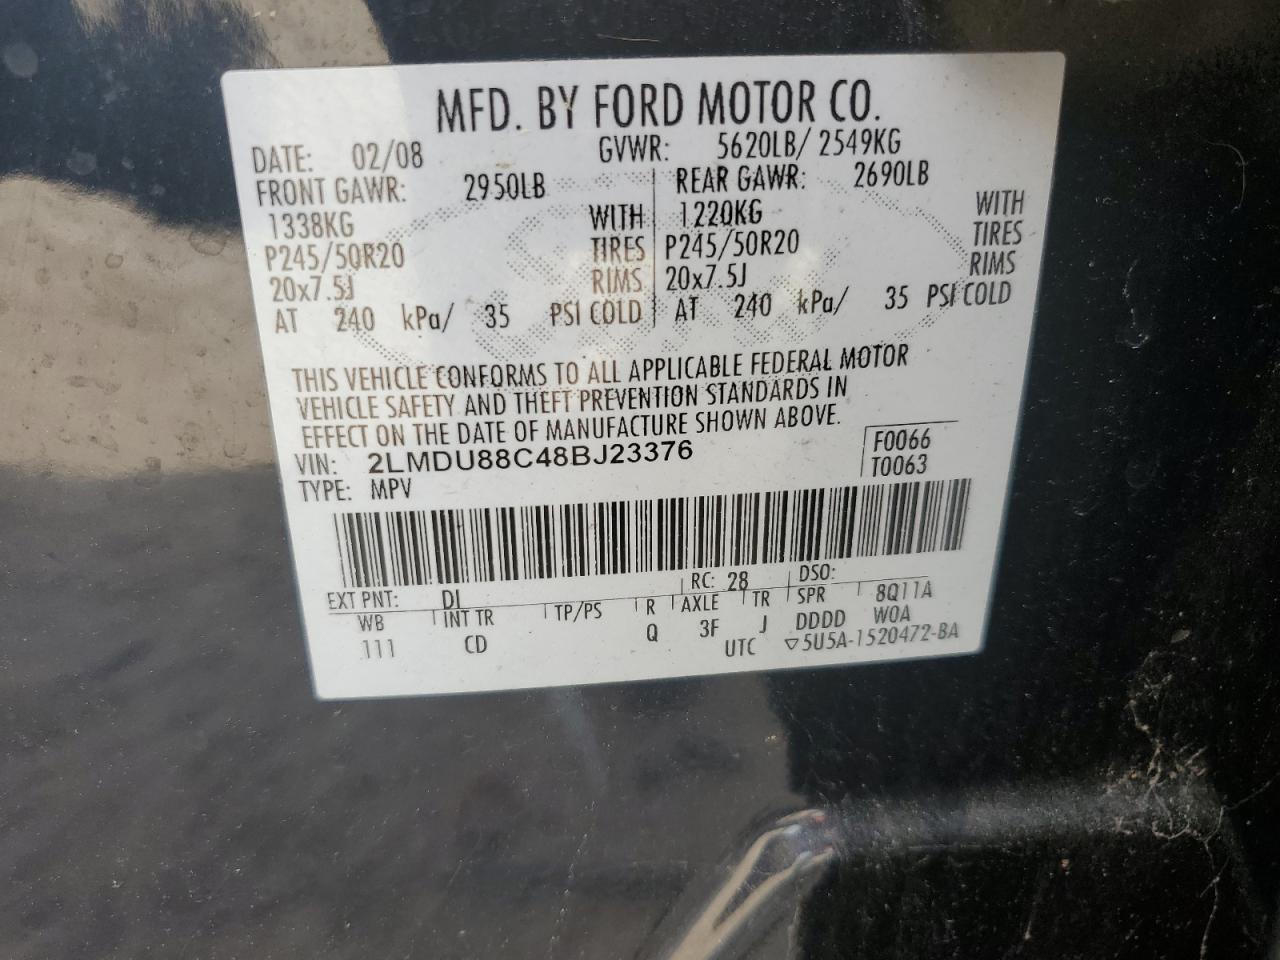 MFD. BY FORD MOTOR CO.
DATE: 02/08 GVWR: 5620LB/ 2549KG
FRONT GAWR: 2950LB REAR GAWR: 2690LB
1338KG WITH 1220KG WITH
P245/50R20 TIRES P245/50R20 TIRES
20x7.5J RIMS 20x7.5J RIMS
AT 240 kPa/ 35 PSI COLD AT 240 kPa/ 35 PSI COLD
THIS VEHICLE CONFORMS TO ALL APPLICABLE FEDERAL MOTOR
VEHICLE SAFETY AND THEFT PREVENTION STANDARDS IN
EFFECT ON THE DATE OF MANUFACTURE SHOWN ABOVE.
VIN: 2LMDU88C48BJ23376 F0066
TYPE: MPV T0063
EXT PNT: DL RC: 28 DSO:
WB INT TR TP/PS R AXLE TR SPR 8Q11A
111 CD Q 3F J DDDD W0A
UTC ▽5U5A-1520472-BA